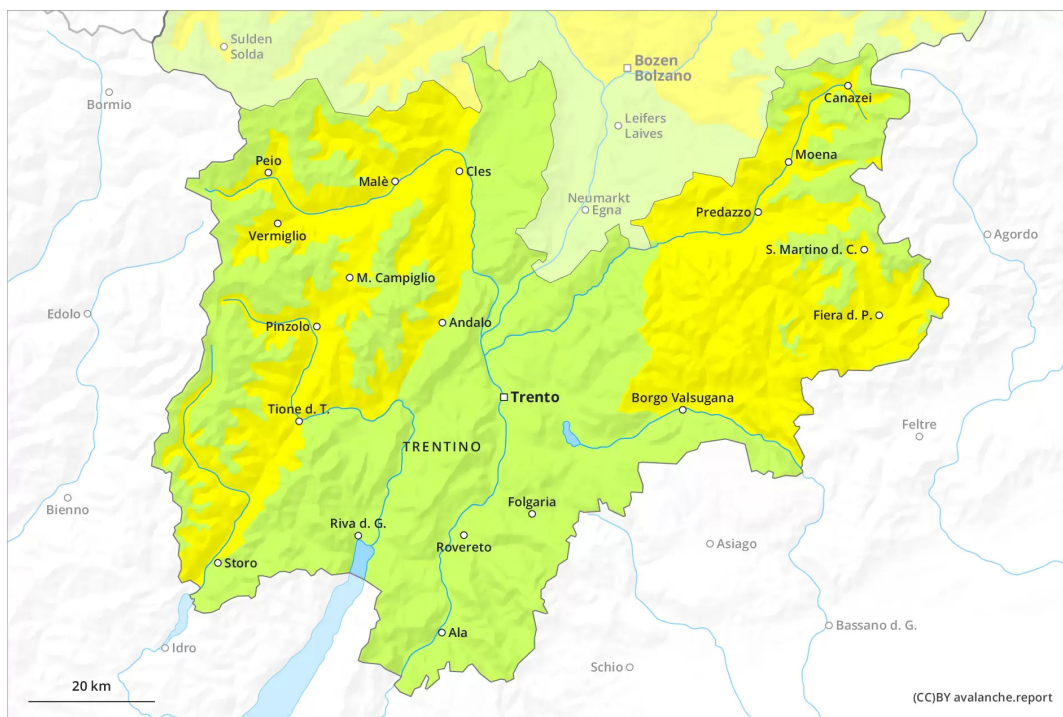 Sulden
Solda
Bozen
Bolzano
Bormio
Canazei
Leifers
Laives
Peio
Malè
Cles
Moena
Neumarkt
Egna
Predazzo
Vermiglio
S. Martino d. C.
Agordo
M. Campiglio
Edolo
Pinzolo
Andalo
Fiera d. P.
Trento
Borgo Valsugana
Tione d. T.
Feltre
TRENTINO
Bienno
Folgaria
Riva d. G.
Rovereto
Asiago
Storo
Bassano d. G.
Ala
Idro
Schio
20 km
(CC)BY avalanche.report